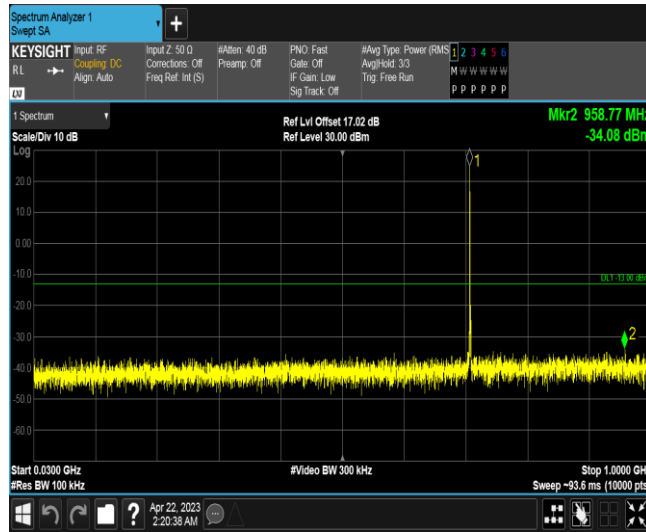 Spectrum Analyzer 1
Swept SA
+
KEYSIGHT
RL
LXI
Input: RF
Coupling: DC
Align: Auto
Input Z: 50 Ω
Corrections: Off
Freq Ref: Int (S)
#Atten: 40 dB
Preamp: Off
PNO: Fast
Gate: Off
IF Gain: Low
Sig Track: Off
#Avg Type: Power (RMS
Avg|Hold: 3/3
Trig: Free Run
1 2 3 4 5 6
M W W W W W
P P P P P P
1 Spectrum
Scale/Div 10 dB
Log
Ref Lvl Offset 17.02 dB
Ref Level 30.00 dBm
Mkr2 958.77 MHz
-34.08 dBm
1
20.0
10.0
0.00
-10.0
DL1 -13.00 dBm
-20.0
-30.0
2
-40.0
-50.0
-60.0
Start 0.0300 GHz
#Res BW 100 kHz
#Video BW 300 kHz
Stop 1.0000 GH
Sweep ~93.6 ms (10000 pts
?
Apr 22, 2023
2:20:38 AM